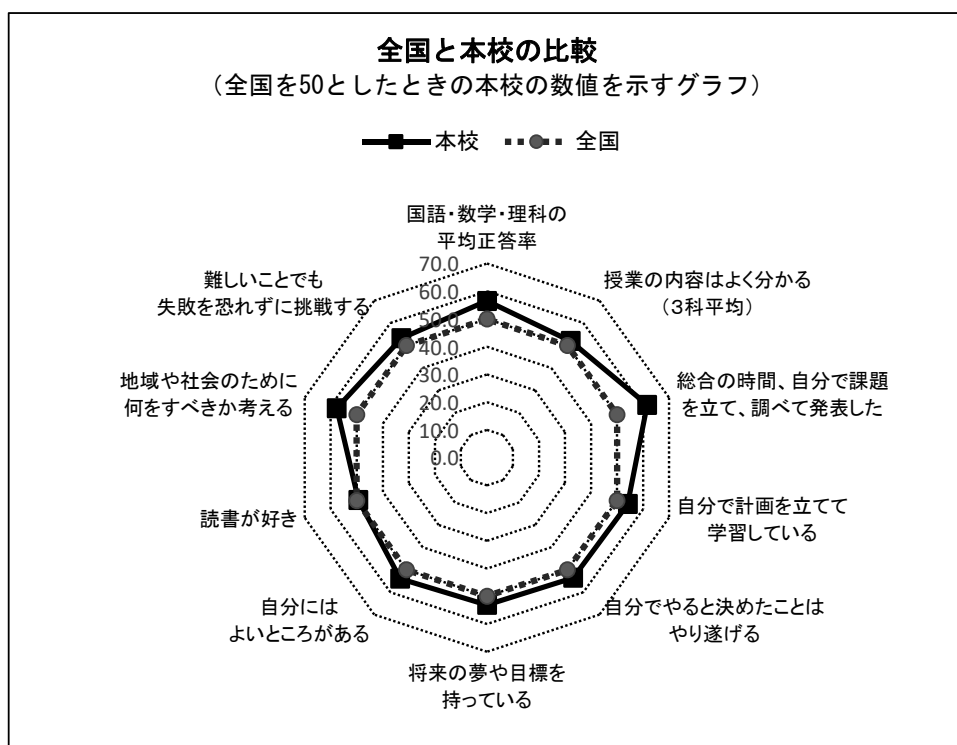 全国と本校の比較
（全国を50としたときの本校の数値を示すグラフ）
本校 全国
国語・数学・理科の
平均正答率
授業の内容はよく分かる
（３科平均）
総合の時間、自分で課題
を立て、調べて発表した
自分で計画を立てて
学習している
自分でやると決めたことは
やり遂げる
将来の夢や目標を
持っている
自分には
よいところがある
読書が好き
地域や社会のために
何をすべきか考える
難しいことでも
失敗を恐れずに挑戦する
70.0
60.0
50.0
40.0
30.0
20.0
10.0
0.0